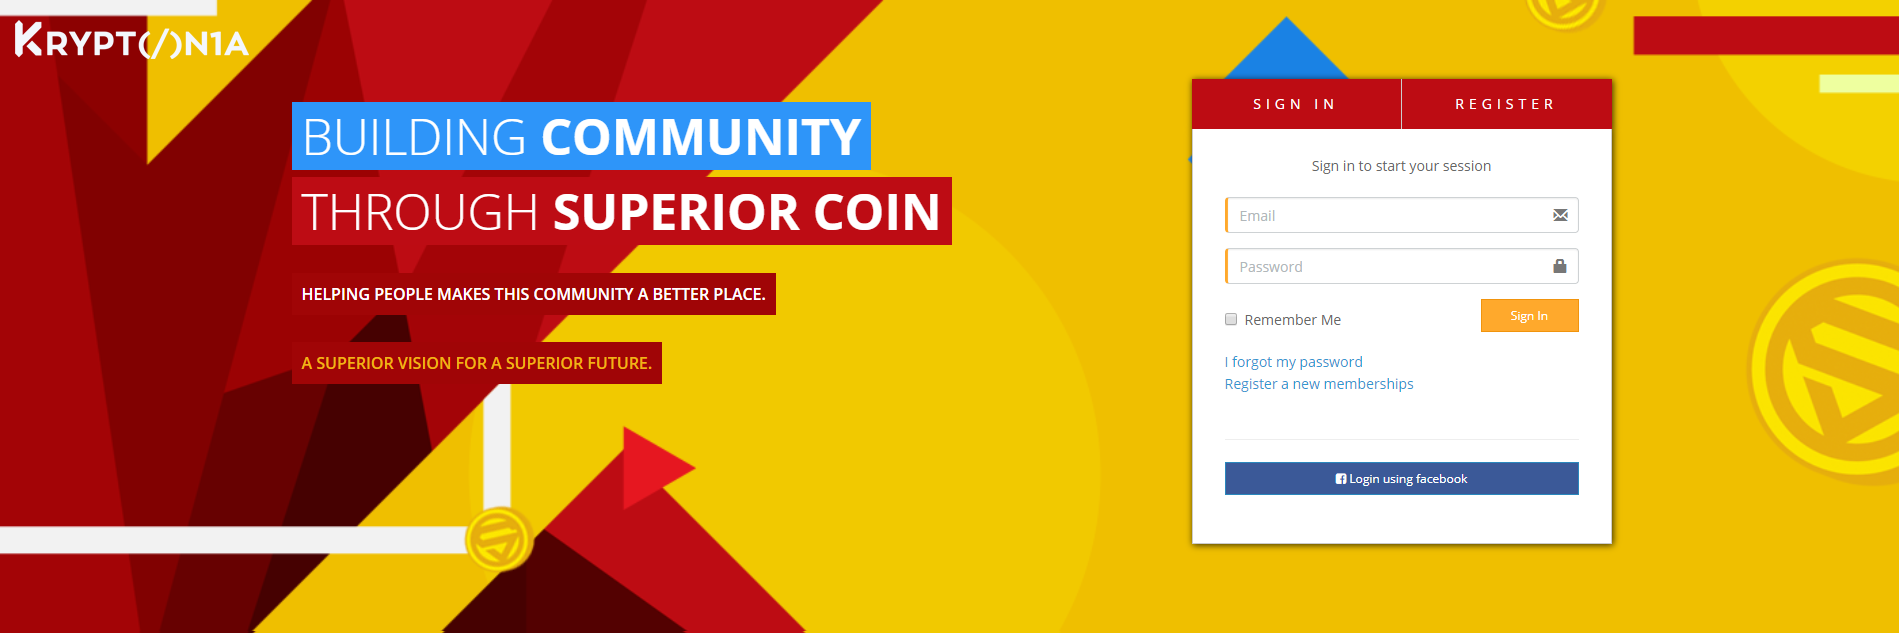 KRYPT()N1A
BUILDING COMMUNITY
THROUGH SUPERIOR COIN
HELPING PEOPLE MAKES THIS COMMUNITY A BETTER PLACE.
A SUPERIOR VISION FOR A SUPERIOR FUTURE.
SIGN IN
REGISTER
Sign in to start your session
Email
Password
Remember Me
Sign In
I forgot my password
Register a new memberships
Login using facebook